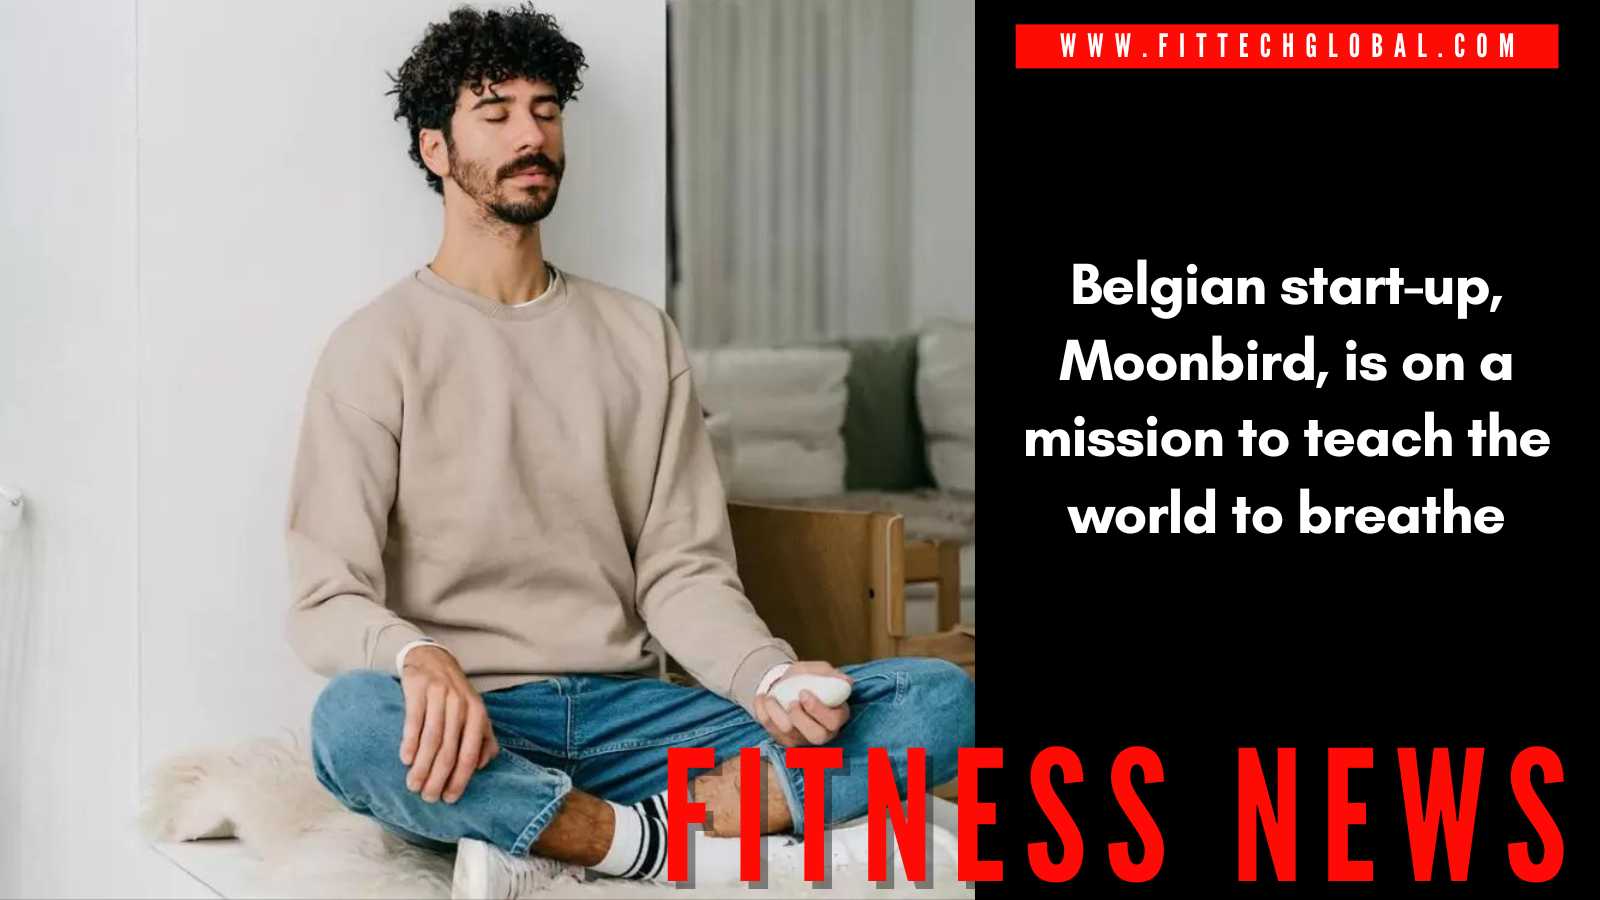 WWW.FITTECHGLOBAL.COM
Belgian start-up,
Moonbird, is on a
mission to teach the
world to breathe
FITNESS NEWS